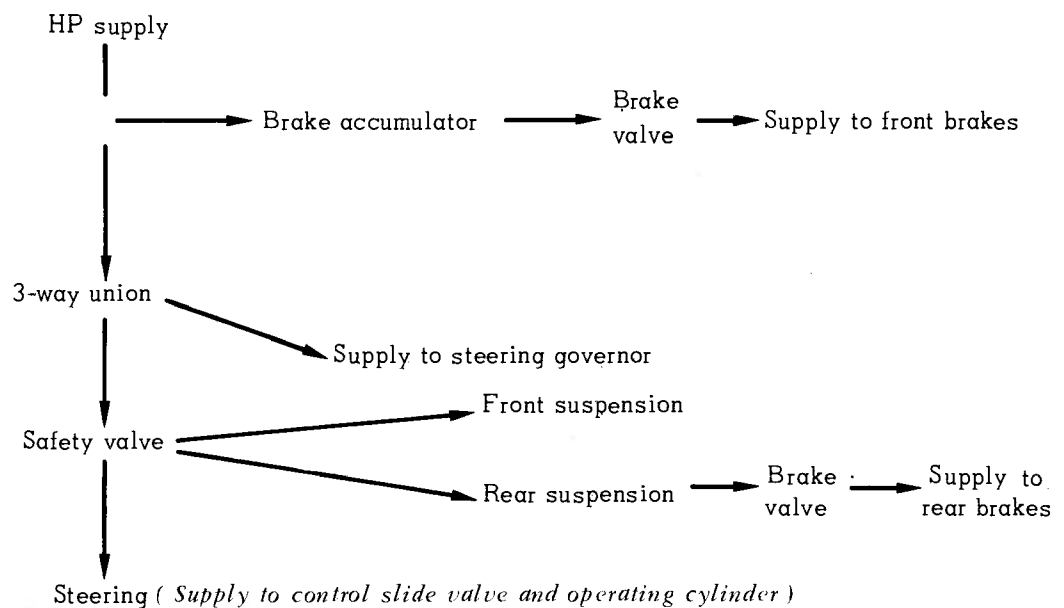 HP supply
Brake accumulator
Brake
valve
Supply to front brakes
3-way union
Supply to steering governor
Front suspension
Safety valve
Rear suspension
Brake
valve
Supply to
rear brakes
Steering ( Supply to control slide valve and operating cylinder )